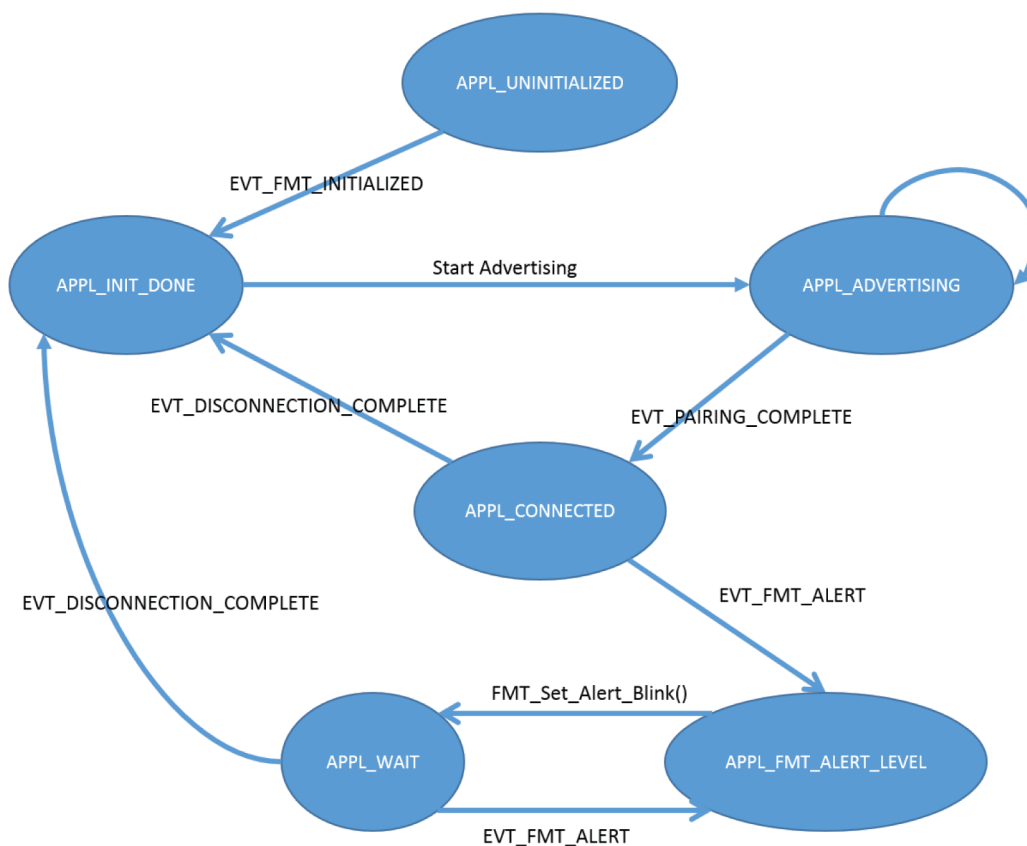 APPL_UNINITIALIZED
EVT_FMT_INITIALIZED
Start Advertising
APPL_INIT_DONE
APPL_ADVERTISING
EVT_DISCONNECTION_COMPLETE
EVT_PAIRING_COMPLETE
APPL_CONNECTED
EVT_DISCONNECTION_COMPLETE
EVT_FMT_ALERT
FMT_Set_Alert_Blink()
APPL_WAIT
APPL_FMT_ALERT_LEVEL
EVT_FMT_ALERT